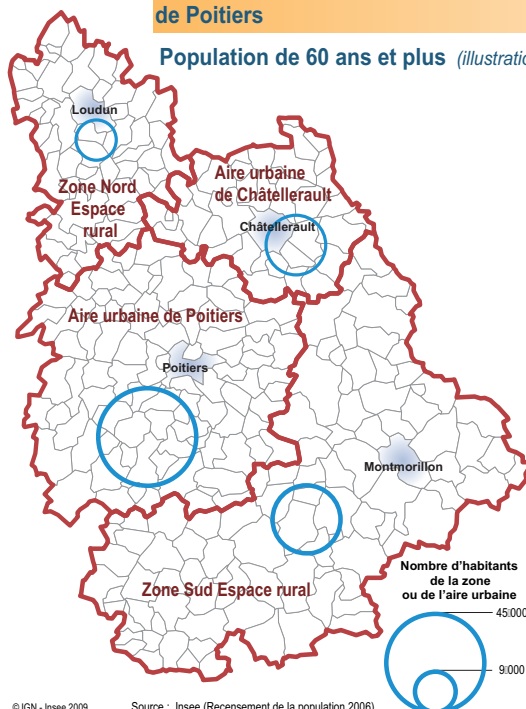 de Poitiers
Population de 60 ans et plus (illustration
Loudun
Zone Nord
Espace
rural
Aire urbaine
de Châtellerault
Châtellerault
Aire urbaine de Poitiers
Poitiers
Montmorillon
Zone Sud Espace rural
Nombre d'habitants
de la zone
ou de l'aire urbaine
45 000
9 000
© IGN - Insee 2009
Source : Insee (Recensement de la population 2006)